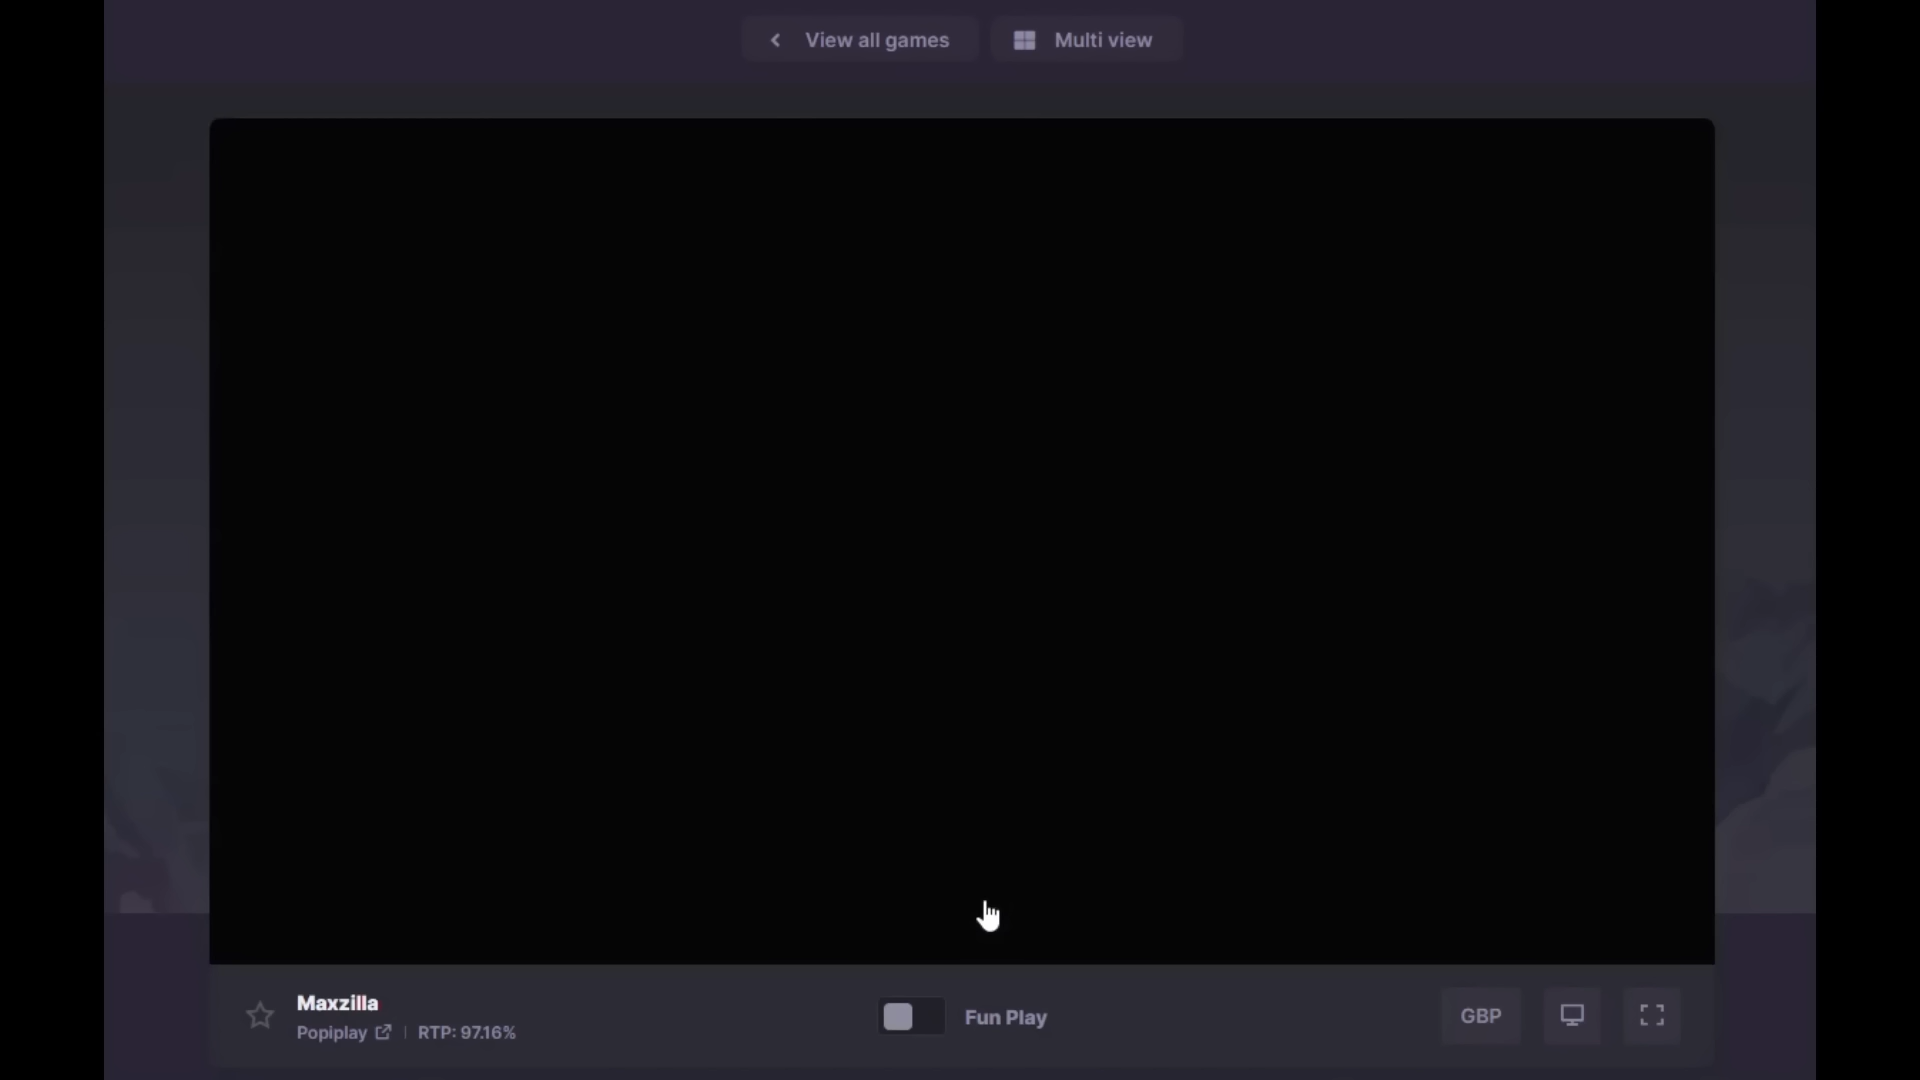 View all games
Multi view
Maxzilla
Popiplay | RTP: 97.16%
Fun Play
GBP